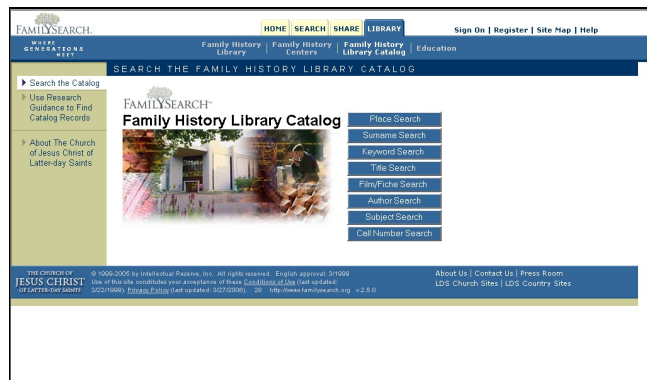 FAMILYSEARCH.
HOME SEARCH SHARE LIBRARY
Sign On | Register | Site Map | Help
WHERE
GENERATIONS
MEET
Family History Library | Family History Centers | Family History Library Catalog | Education
SEARCH THE FAMILY HISTORY LIBRARY CATALOG
Search the Catalog
Use Research
Guidance to Find
Catalog Records
About The Church
of Jesus Christ of
Latter-day Saints
FAMILYSEARCH™
Family History Library Catalog
Place Search
Surname Search
Keyword Search
Title Search
Film/Fiche Search
Author Search
Subject Search
Call Number Search
THE CHURCH OF
JESUS CHRIST
OF LATTER-DAY SAINTS
© 1999-2005 by Intellectual Reserve, Inc. All rights reserved. English approval: 3/1999
Use of this site constitutes your acceptance of these Conditions of Use (last updated:
3/22/1999). Privacy Policy (last updated: 3/27/2006). 28 http://www.familysearch.org v.2.5.0
About Us | Contact Us | Press Room
LDS Church Sites | LDS Country Sites